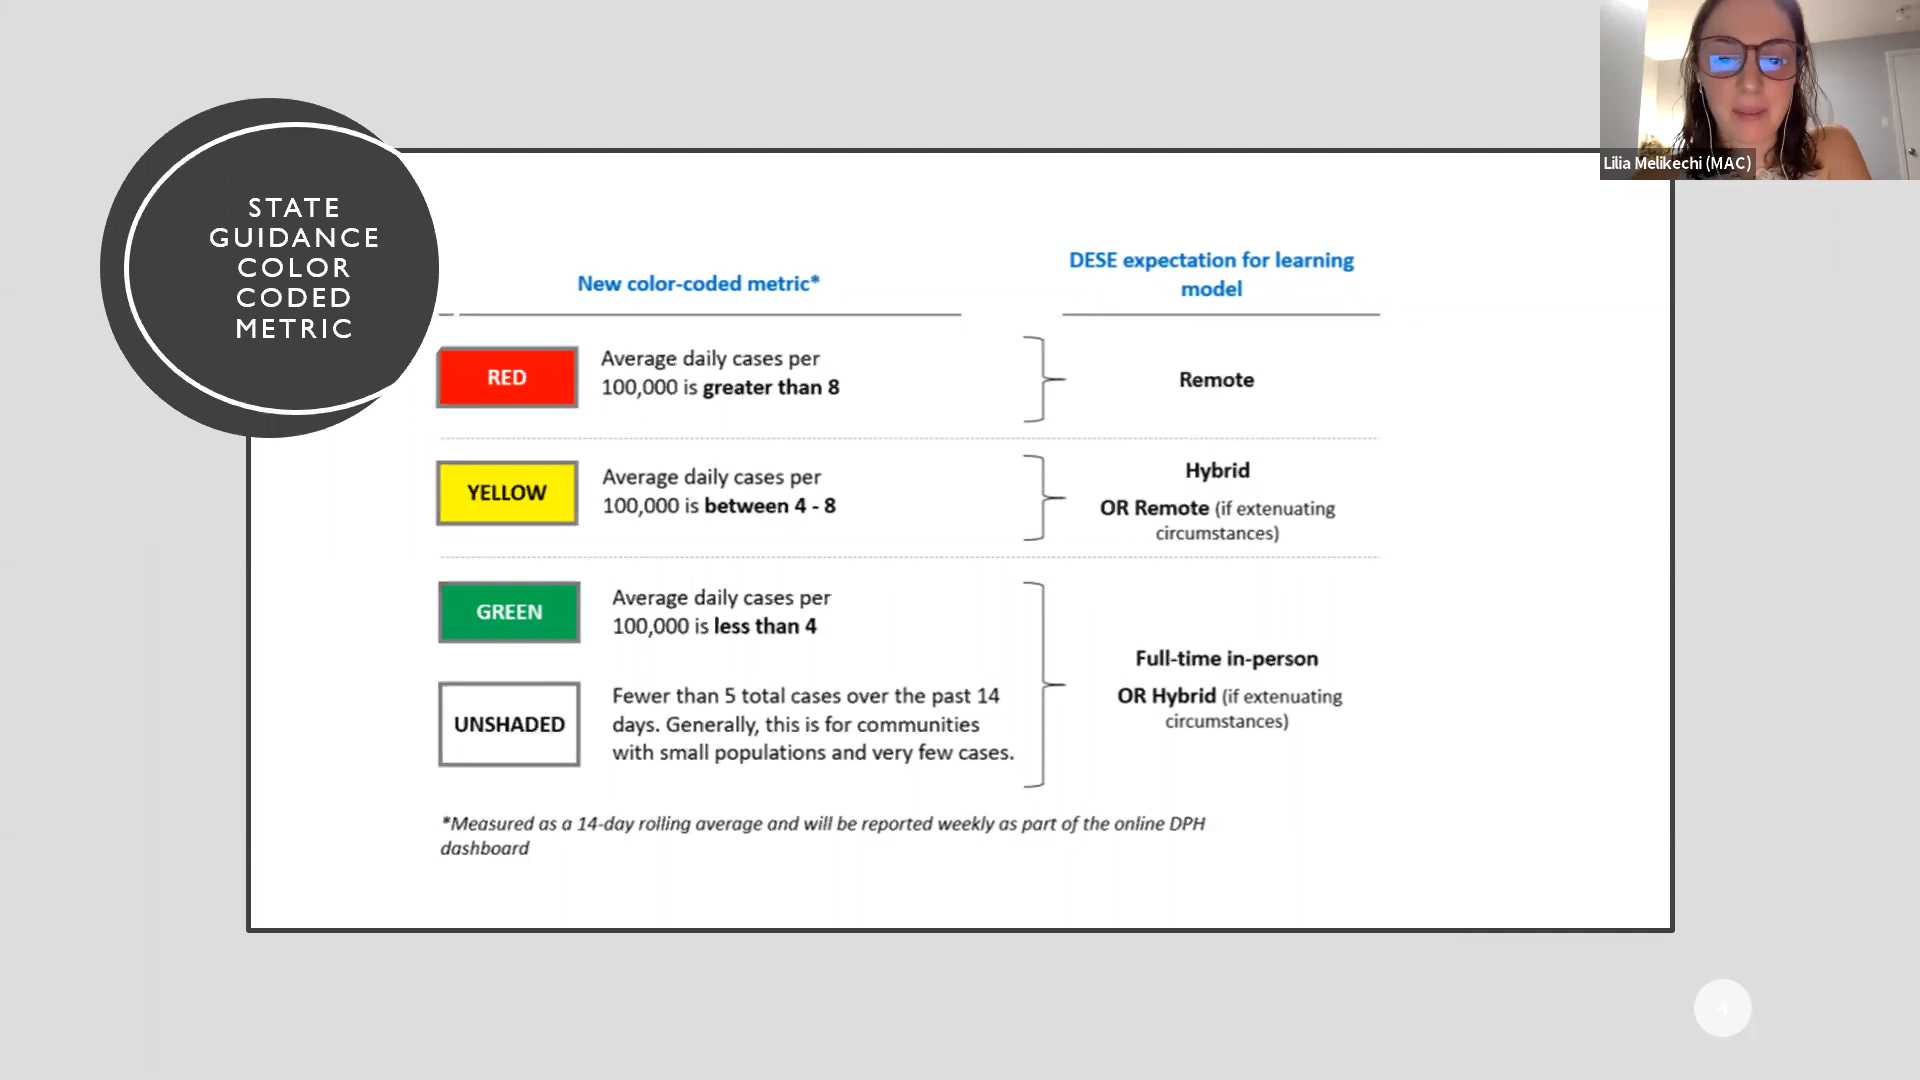 STATE
GUIDANCE
COLOR
CODED
METRIC
New color-coded metric*
DESE expectation for learning
model
RED
Average daily cases per
100,000 is greater than 8
Remote
YELLOW
Average daily cases per
100,000 is between 4 - 8
Hybrid
OR Remote (if extenuating
circumstances)
GREEN
Average daily cases per
100,000 is less than 4
UNSHADED
Fewer than 5 total cases over the past 14
days. Generally, this is for communities
with small populations and very few cases.
Full-time in-person
OR Hybrid (if extenuating
circumstances)
*Measured as a 14-day rolling average and will be reported weekly as part of the online DPH
dashboard
Lilia Melikechi (MAC)